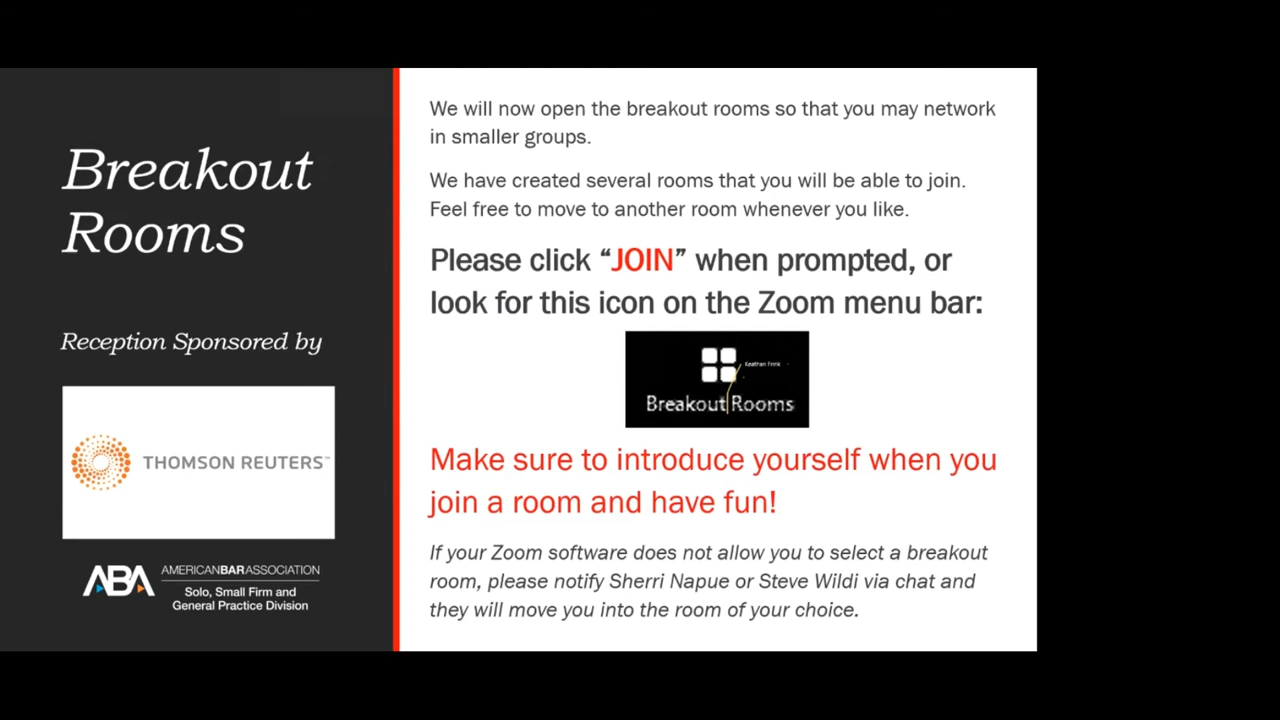 Breakout
Rooms
Reception Sponsored by
THOMSON REUTERS™
ABA
AMERICANBARASSOCIATION
Solo, Small Firm and
General Practice Division
We will now open the breakout rooms so that you may network
in smaller groups.
We have created several rooms that you will be able to join.
Feel free to move to another room whenever you like.
Please click “JOIN” when prompted, or
look for this icon on the Zoom menu bar:
Keathan Frink
Breakout Rooms
Make sure to introduce yourself when you
join a room and have fun!
If your Zoom software does not allow you to select a breakout
room, please notify Sherri Napue or Steve Wildi via chat and
they will move you into the room of your choice.